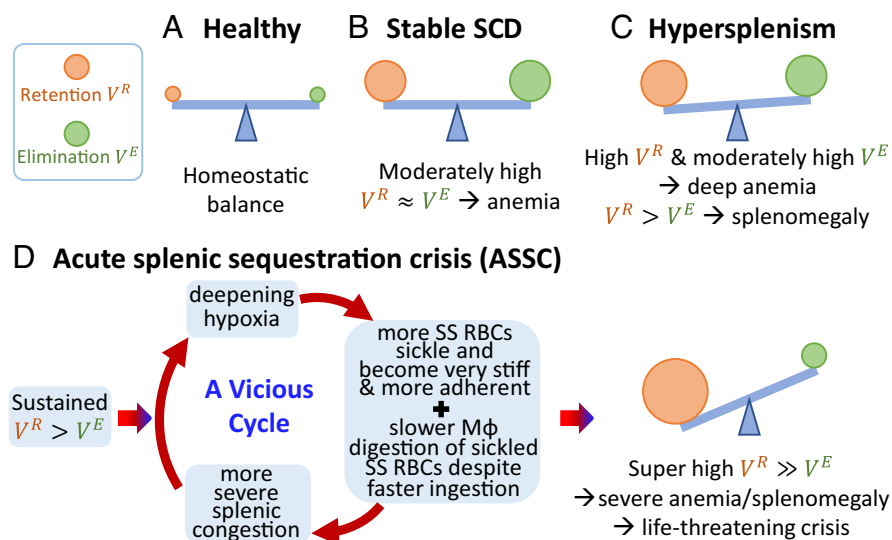 Retention V^R
Elimination V^E
A Healthy
Homeostatic
balance
B Stable SCD
Moderately high
V^R ≈ V^E → anemia
C Hypersplenism
High V^R & moderately high V^E
→ deep anemia
V^R > V^E → splenomegaly
D Acute splenic sequestration crisis (ASSC)
Sustained
V^R > V^E
deepening
hypoxia
A Vicious
Cycle
more SS RBCs
sickle and
become very stiff
& more adherent
+
slower Mϕ
digestion of sickled
SS RBCs despite
faster ingestion
more
severe
splenic
congestion
Super high V^R ≫ V^E
→ severe anemia/splenomegaly
→ life-threatening crisis